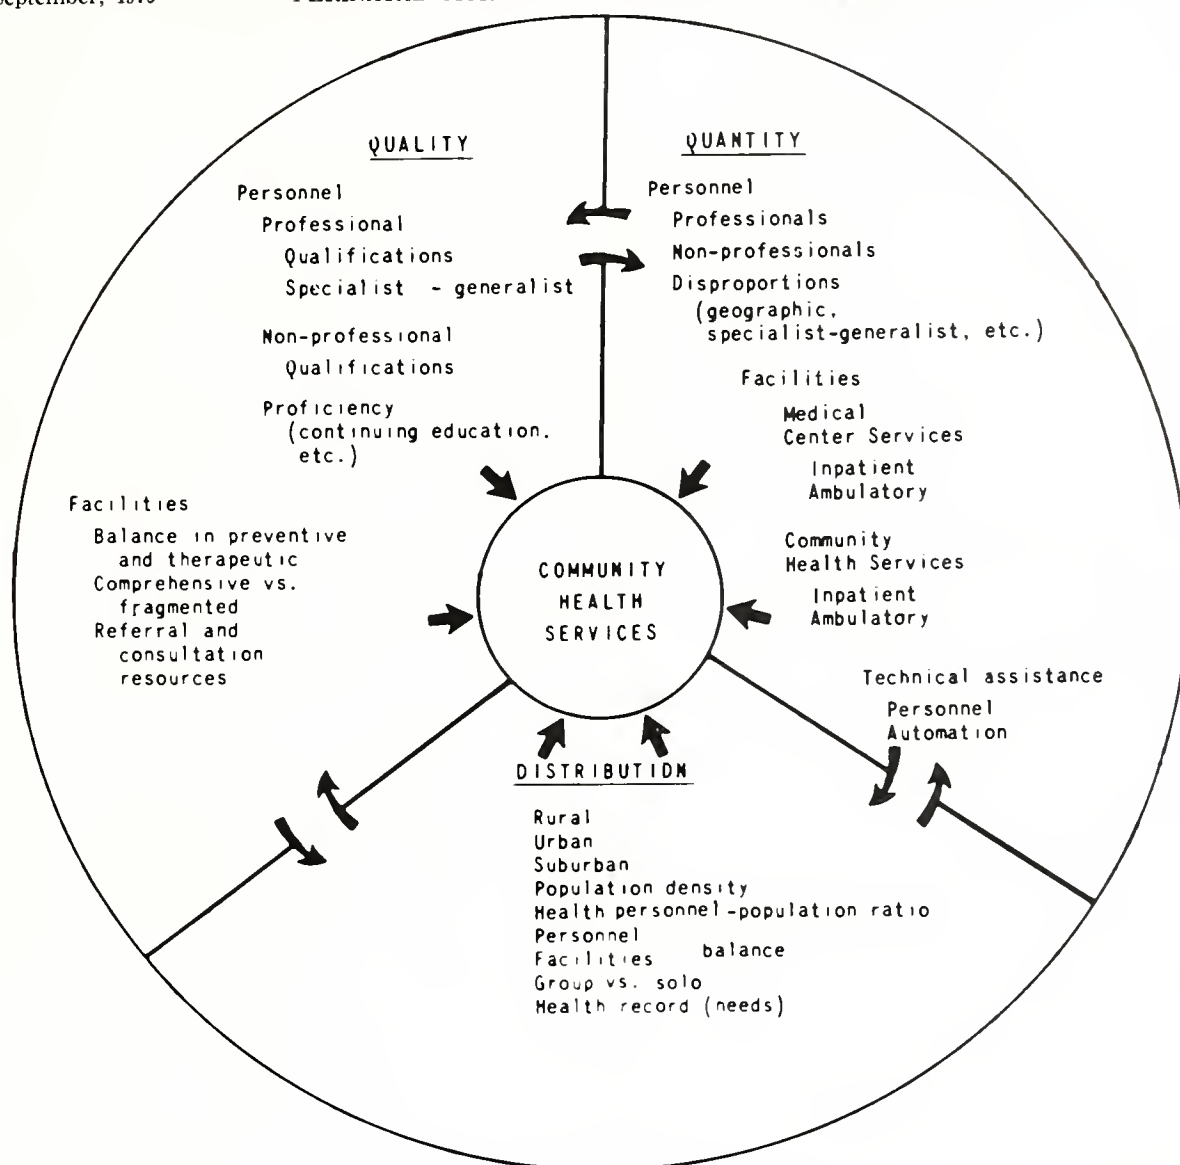 QUALITY
Personnel
Professional
Qualifications
Specialist - generalist
Non-professional
Qualifications
Proficiency
(continuing education,
etc.)
Facilities
Balance in preventive
and therapeutic
Comprehensive vs.
fragmented
Referral and
consultation
resources
QUANTITY
Personnel
Professionals
Non-professionals
Disproportions
(geographic,
specialist-generalist, etc.)
Facilities
Medical
Center Services
Inpatient
Ambulatory
Community
Health Services
Inpatient
Ambulatory
Technical assistance
Personnel
Automation
COMMUNITY
HEALTH
SERVICES
DISTRIBUTION
Rural
Urban
Suburban
Population density
Health personnel-population ratio
Personnel
Facilities balance
Group vs. solo
Health record (needs)